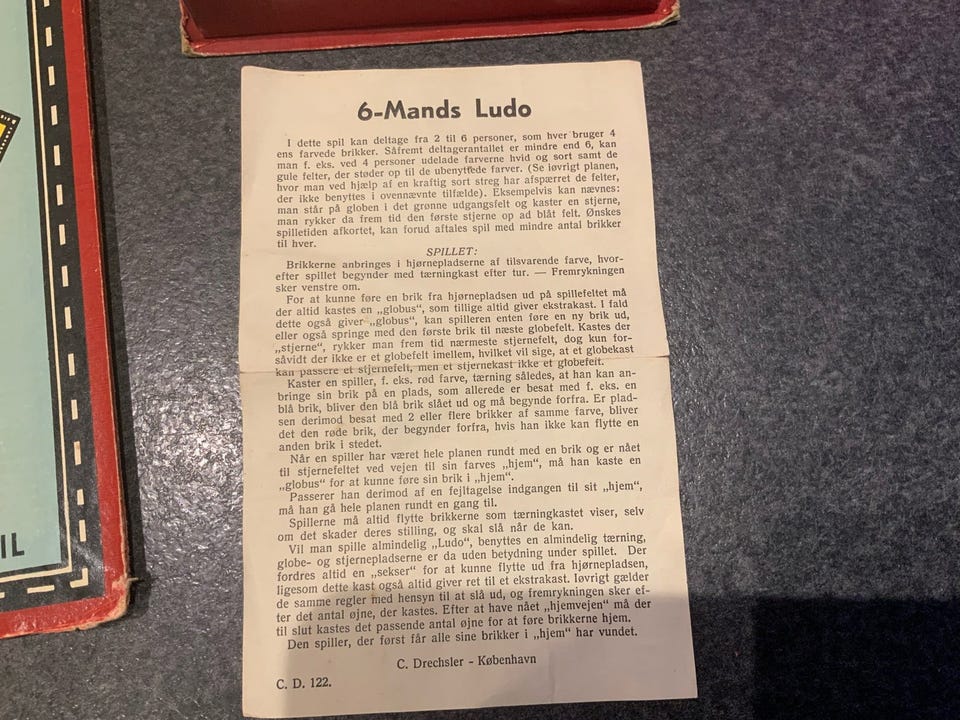 6-Mands Ludo
I dette spil kan deltage fra 2 til 6 personer, som hver bruger 4
ens farvede brikker. Såfremt deltagerantallet er mindre end 6, kan
man f. eks. ved 4 personer udelade farverne hvid og sort samt de
gule felter, der støder op til de ubenyttede farver. (Se iøvrigt planen,
hvor man ved hjælp af en kraftig sort streg har afspærret de felter,
der ikke benyttes i ovennævnte tilfælde). Eksempelvis kan nævnes:
man står på globen i det grønne udgangsfelt og kaster en stjerne,
man rykker da frem tid den første stjerne op ad blåt felt. Ønskes
spilletiden afkortet, kan forud aftales spil med mindre antal brikker
til hver.
SPILLET:
Brikkerne anbringes i hjørnepladserne af tilsvarende farve, hvor-
efter spillet begynder med tærningkast efter tur. — Fremrykningen
sker venstre om.
For at kunne føre en brik fra hjørnepladsen ud på spillefeltet må
der altid kastes en „globus“, som tillige altid giver ekstrakast. I fald
dette også giver „globus“, kan spilleren enten føre en ny brik ud,
eller også springe med den første brik til næste globefelt. Kastes der
„stjerne“, rykker man frem tid nærmeste stjernefelt, dog kun for-
såvidt der ikke er et globefelt imellem, hvilket vil sige, at et globekast
kan passere et stjernefelt, men et stjernekast ikke et globefelt.
Kaster en spiller, f. eks. rød farve, tærning således, at han kan an-
bringe sin brik på en plads, som allerede er besat med f. eks. en
blå brik, bliver den blå brik slået ud og må begynde forfra. Er plad-
sen derimod besat med 2 eller flere brikker af samme farve, bliver
det den røde brik, der begynder forfra, hvis han ikke kan flytte en
anden brik i stedet.
Når en spiller har været hele planen rundt med en brik og er nået
til stjernefeltet ved vejen til sin farves „hjem“, må han kaste en
„globus“ for at kunne føre sin brik i „hjem“.
Passerer han derimod af en fejltagelse indgangen til sit „hjem“,
må han gå hele planen rundt en gang til.
Spillerne må altid flytte brikkerne som tærningkastet viser, selv
om det skader deres stilling, og skal slå når de kan.
Vil man spille almindelig „Ludo“, benyttes en almindelig tærning,
globe- og stjernepladserne er da uden betydning under spillet. Der
fordres altid en „sekser“ for at kunne flytte ud fra hjørnepladsen,
ligesom dette kast også altid giver ret til et ekstrakast. Iøvrigt gælder
de samme regler med hensyn til at slå ud, og fremrykningen sker ef-
ter det antal øjne, der kastes. Efter at have nået „hjemvejen“ må der
til slut kastes det passende antal øjne for at føre brikkerne hjem.
Den spiller, der først får alle sine brikker i „hjem“ har vundet.
C. Drechsler - København
C. D. 122.
IL